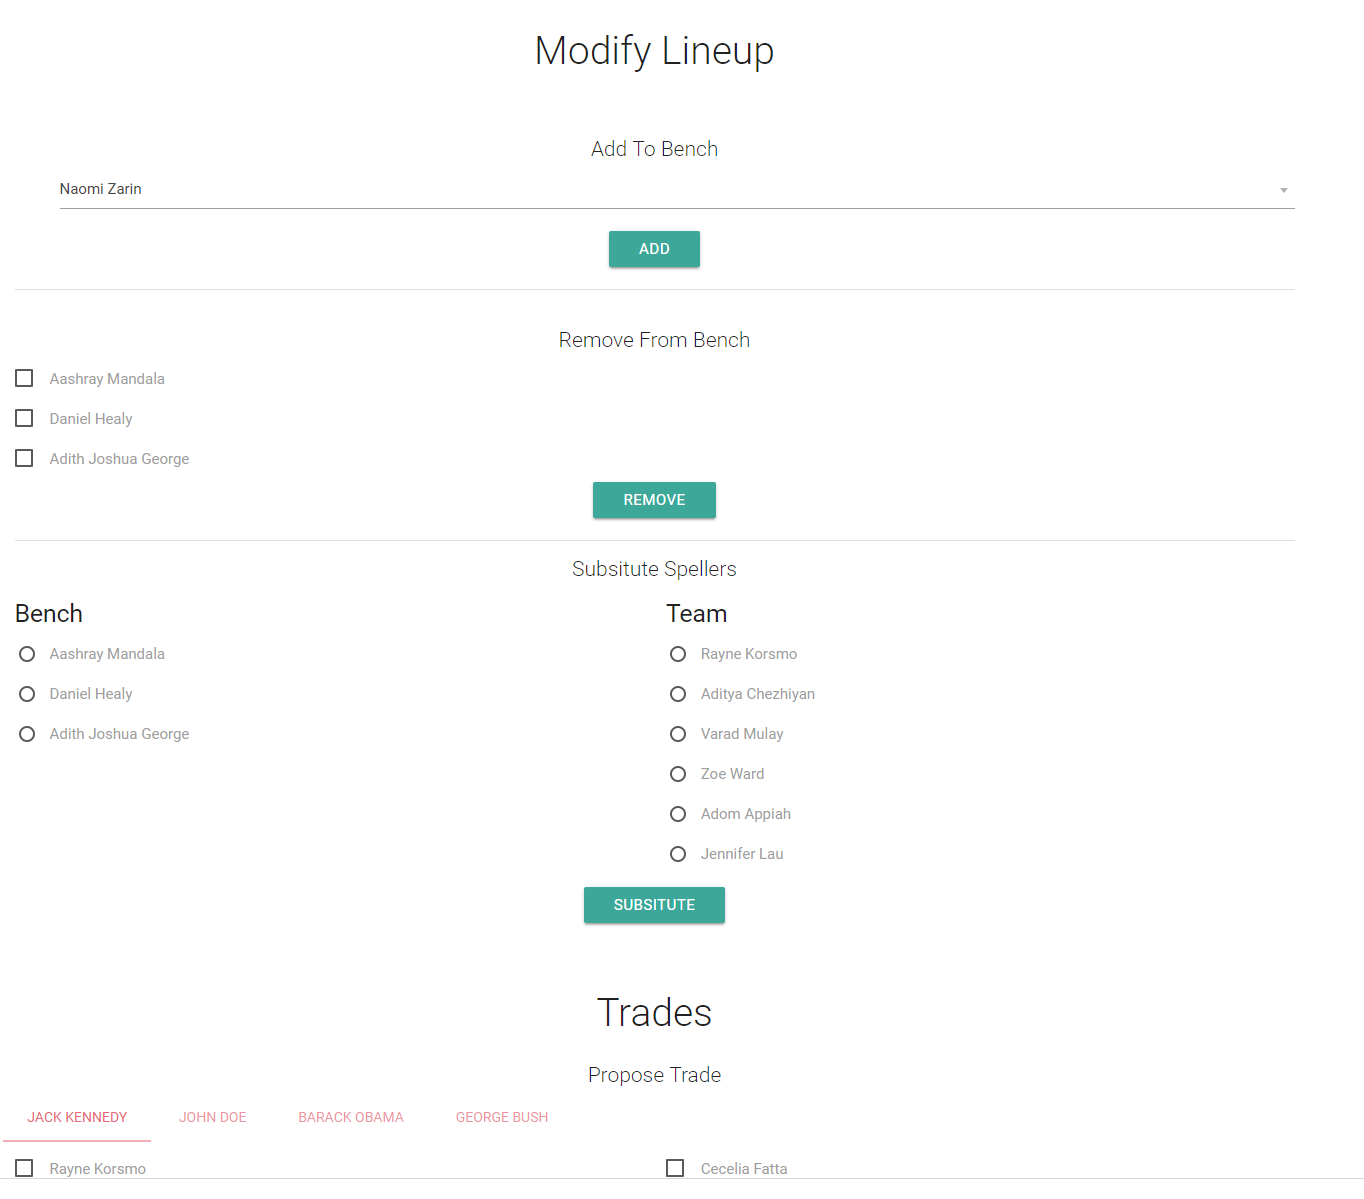 Modify Lineup
Add To Bench
Naomi Zarin
ADD
Remove From Bench
Aashray Mandala
Daniel Healy
Adith Joshua George
REMOVE
Subsitute Spellers
Bench
Team
Aashray Mandala
Rayne Korsmo
Daniel Healy
Aditya Chezhiyan
Adith Joshua George
Varad Mulay
Zoe Ward
Adom Appiah
Jennifer Lau
SUBSITUTE
Trades
Propose Trade
JACK KENNEDY JOHN DOE BARACK OBAMA GEORGE BUSH
Rayne Korsmo
Cecelia Fatta